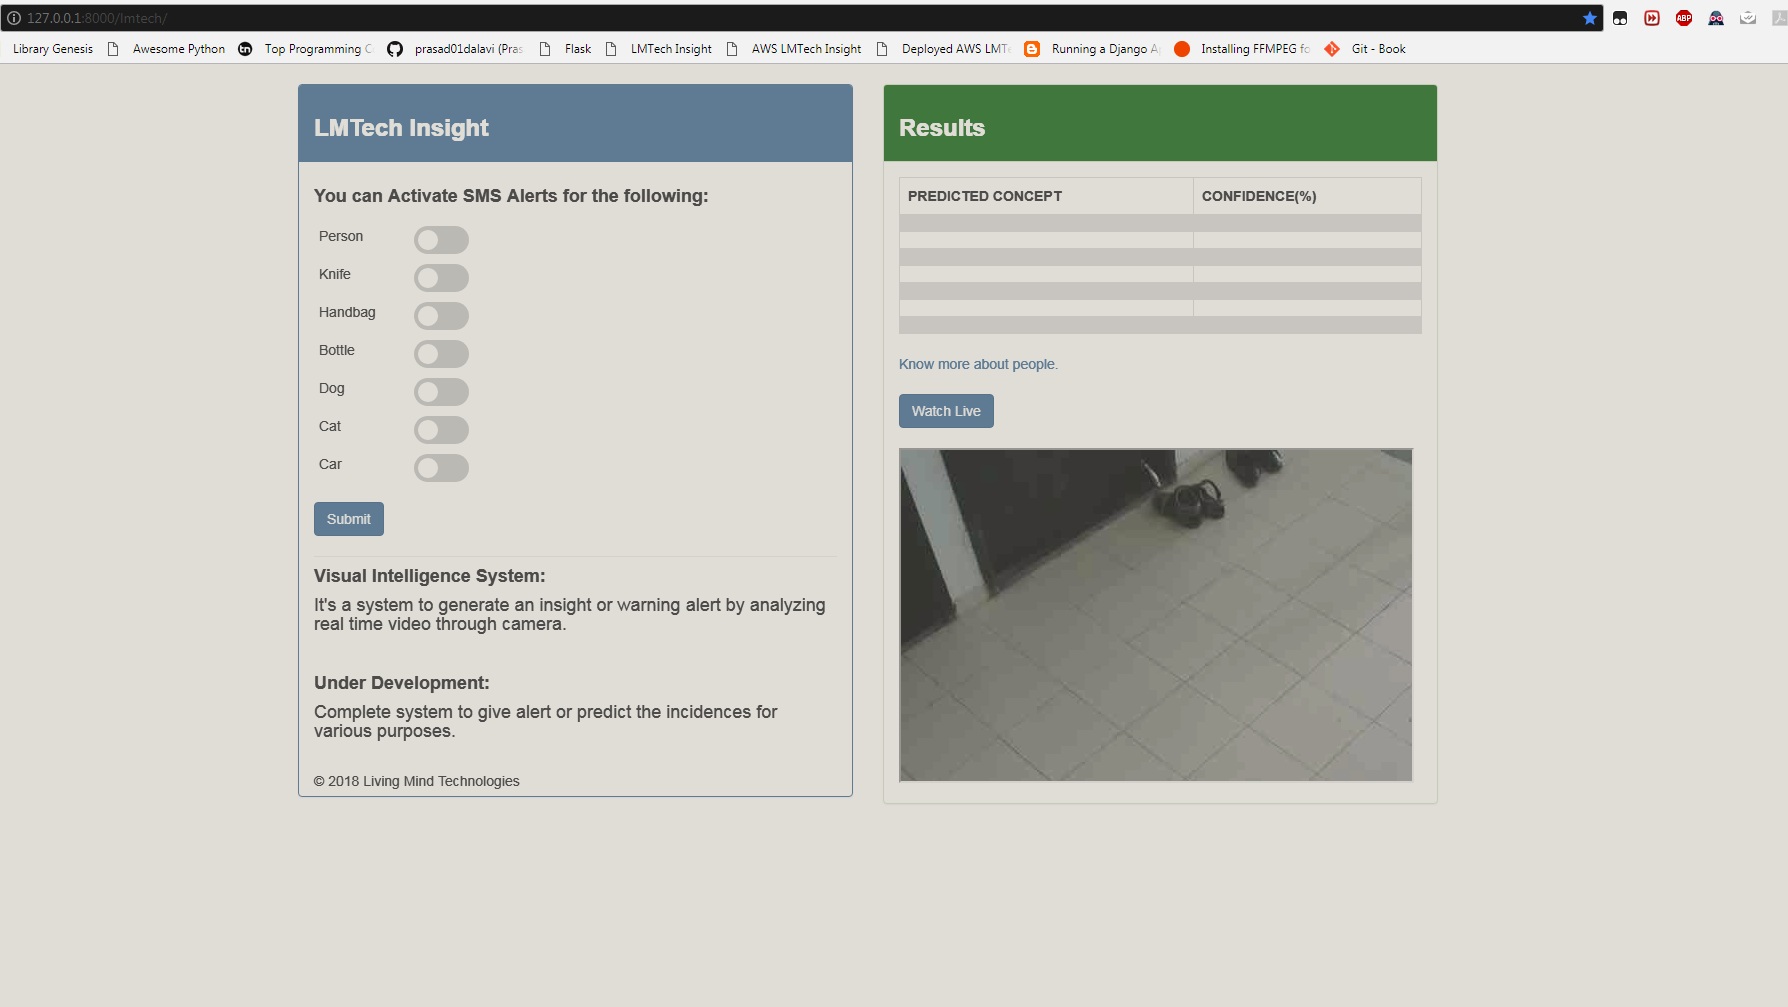 127.0.0.1:8000/lmtech/
ABP
Library Genesis Awesome Python tn Top Programming C prasad01dalavi (Pras Flask LMTech Insight AWS LMTech Insight Deployed AWS LMTe Running a Django A Installing FFMPEG fo Git - Book
LMTech Insight
You can Activate SMS Alerts for the following:
Person
Knife
Handbag
Bottle
Dog
Cat
Car
Submit
Visual Intelligence System:
It's a system to generate an insight or warning alert by analyzing
real time video through camera.
Under Development:
Complete system to give alert or predict the incidences for
various purposes.
© 2018 Living Mind Technologies
Results
PREDICTED CONCEPT CONFIDENCE(%)
Know more about people.
Watch Live